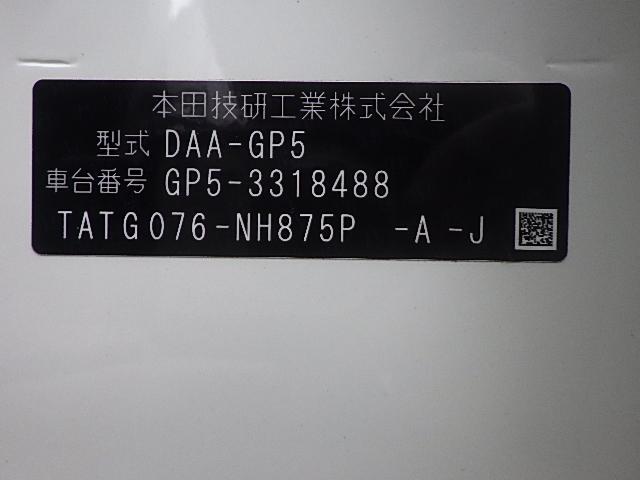 本田技研工業株式会社
型式 DAA-GP5
車台番号 GP5-3318488
TATG076-NH875P -A -J